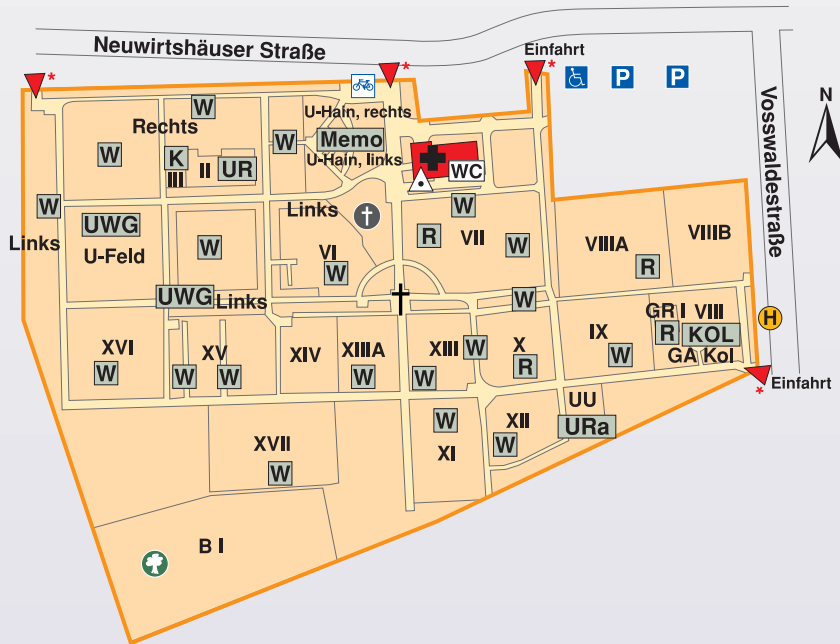 Neuwirtshäuser Straße
Einfahrt
*
*
*
P
P
N
Vosswaldestraße
W
U-Hain, rechts
Rechts
W
Memo
W
K
II
UR
U-Hain, links
III
WC
W
Links
W
UWG
Links
R
VII
VIIIA
VIIIB
U-Feld
W
VI
W
W
R
UWG
Links
W
GR I
VIII
H
XVI
XV
XIV
XIIIA
XIII
W
X
IX
R
KOL
W
W
W
W
W
R
W
GA
Kol
Einfahrt
*
UU
XVII
W
XII
URa
W
XI
W
B I